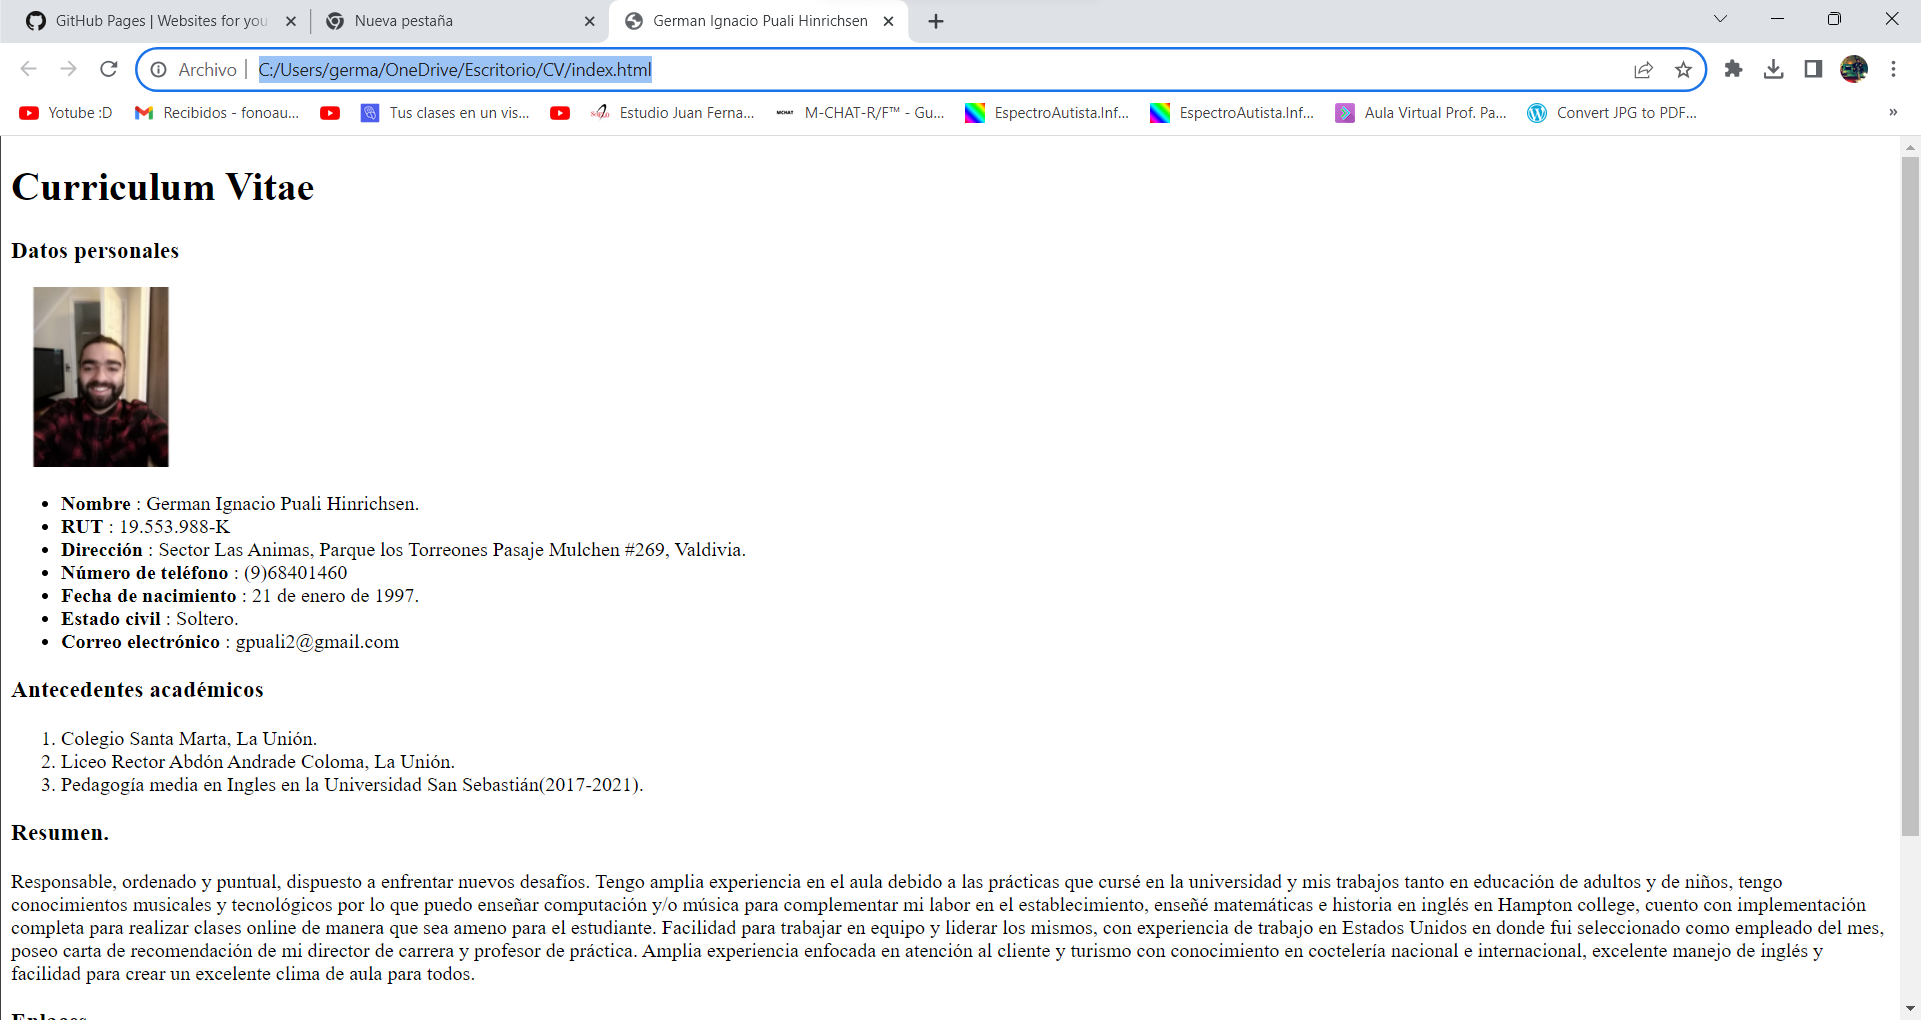 GitHub Pages | Websites for you
Nueva pestaña
German Ignacio Puali Hinrichsen
Archivo | C:/Users/germa/OneDrive/Escritorio/CV/index.html
Yotube :D
Recibidos - fonoau...
Tus clases en un vis...
Estudio Juan Ferna...
MCHAT
M-CHAT-R/F™ - Gu...
EspectroAutista.Inf...
EspectroAutista.Inf...
Aula Virtual Prof. Pa...
Convert JPG to PDF...
»
Curriculum Vitae
Datos personales
• Nombre : German Ignacio Puali Hinrichsen.
• RUT : 19.553.988-K
• Dirección : Sector Las Animas, Parque los Torreones Pasaje Mulchen #269, Valdivia.
• Número de teléfono : (9)68401460
• Fecha de nacimiento : 21 de enero de 1997.
• Estado civil : Soltero.
• Correo electrónico : gpuali2@gmail.com
Antecedentes académicos
1. Colegio Santa Marta, La Unión.
2. Liceo Rector Abdón Andrade Coloma, La Unión.
3. Pedagogía media en Ingles en la Universidad San Sebastián(2017-2021).
Resumen.
Responsable, ordenado y puntual, dispuesto a enfrentar nuevos desafíos. Tengo amplia experiencia en el aula debido a las prácticas que cursé en la universidad y mis trabajos tanto en educación de adultos y de niños, tengo
conocimientos musicales y tecnológicos por lo que puedo enseñar computación y/o música para complementar mi labor en el establecimiento, enseñé matemáticas e historia en inglés en Hampton college, cuento con implementación
completa para realizar clases online de manera que sea ameno para el estudiante. Facilidad para trabajar en equipo y liderar los mismos, con experiencia de trabajo en Estados Unidos en donde fui seleccionado como empleado del mes,
poseo carta de recomendación de mi director de carrera y profesor de práctica. Amplia experiencia enfocada en atención al cliente y turismo con conocimiento en coctelería nacional e internacional, excelente manejo de inglés y
facilidad para crear un excelente clima de aula para todos.
Enlaces